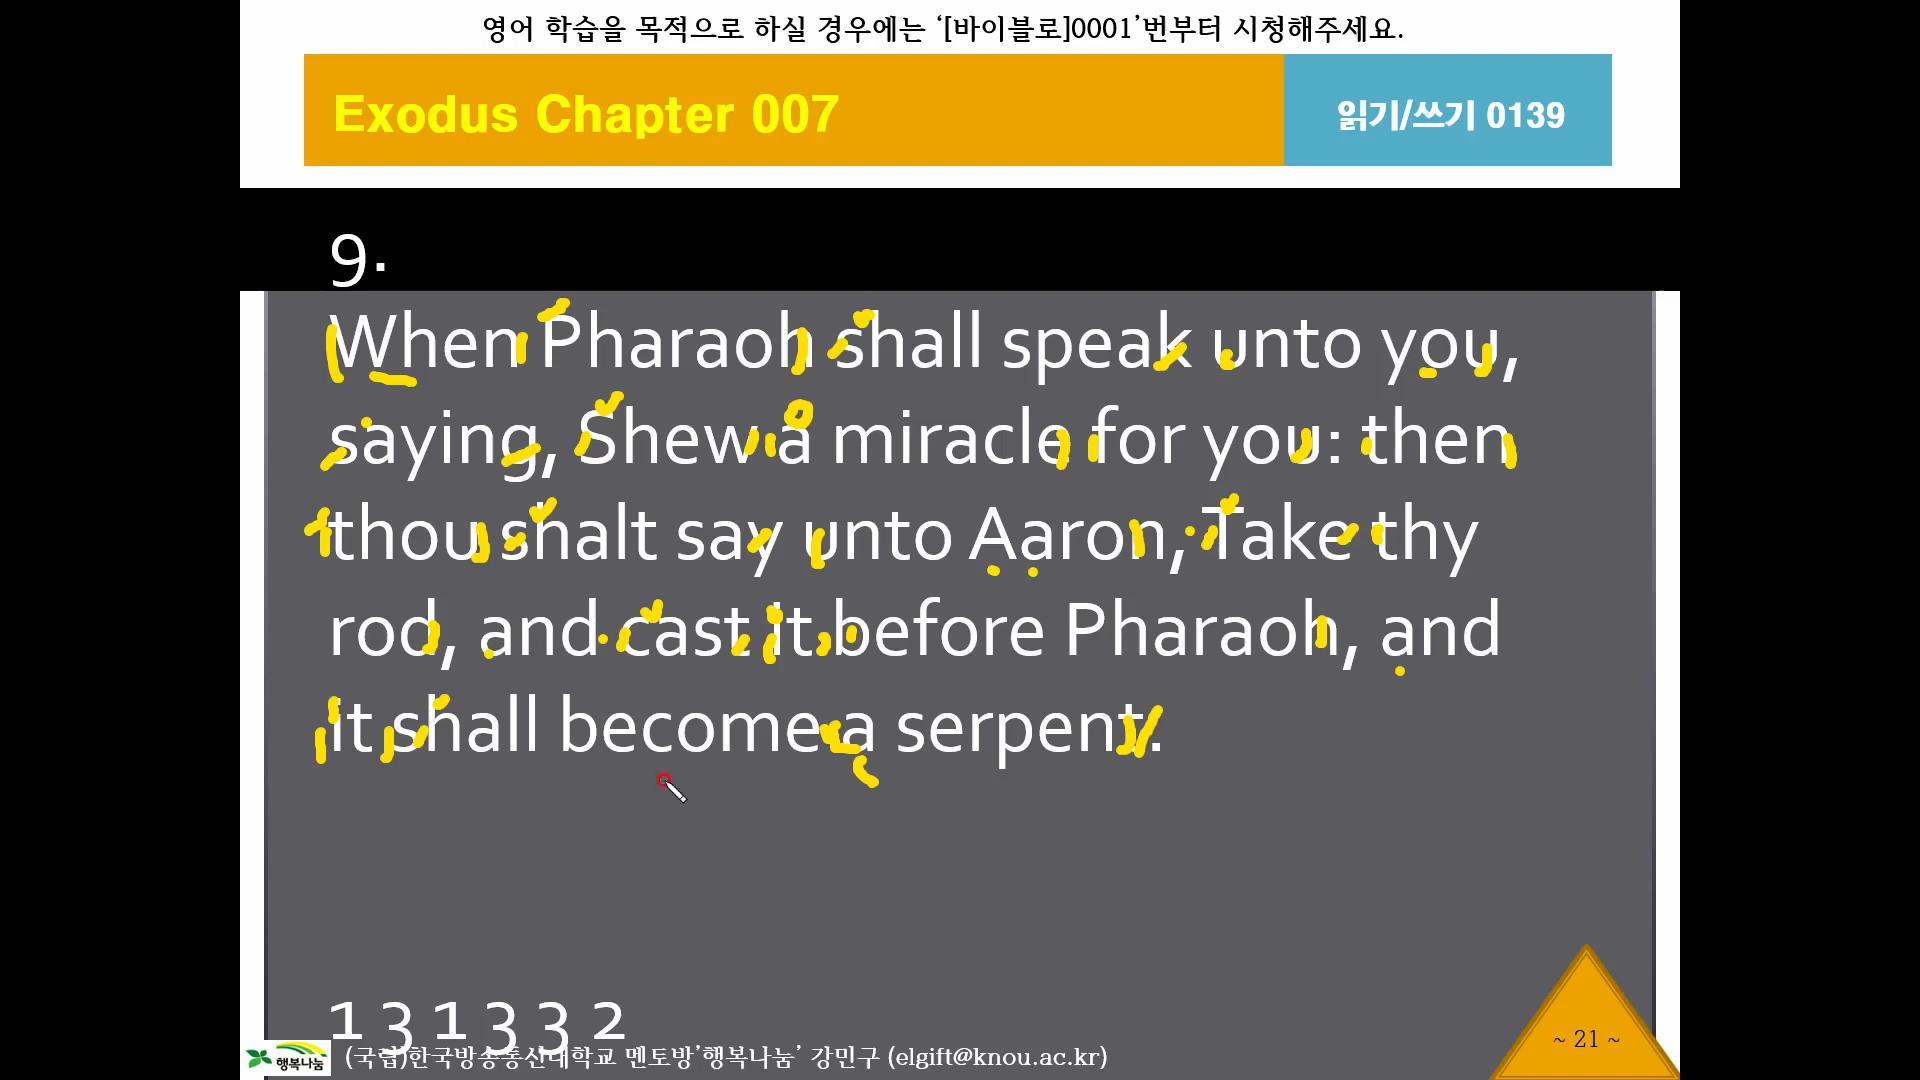 영어 학습을 목적으로 하실 경우에는 ‘[바이블로]0001’번부터 시청해주세요.
Exodus Chapter 007
읽기/쓰기 0139
9.
When Pharaoh shall speak unto you,
saying, Shew a miracle for you: then
thou shalt say unto Aaron, Take thy
rod, and cast it before Pharaoh, and
it shall become a serpent.
1 3 1 3 3 2
행복나눔
(국립)한국방송통신대학교 멘토방’행복나눔’ 강민구 (elgift@knou.ac.kr)
~ 21 ~